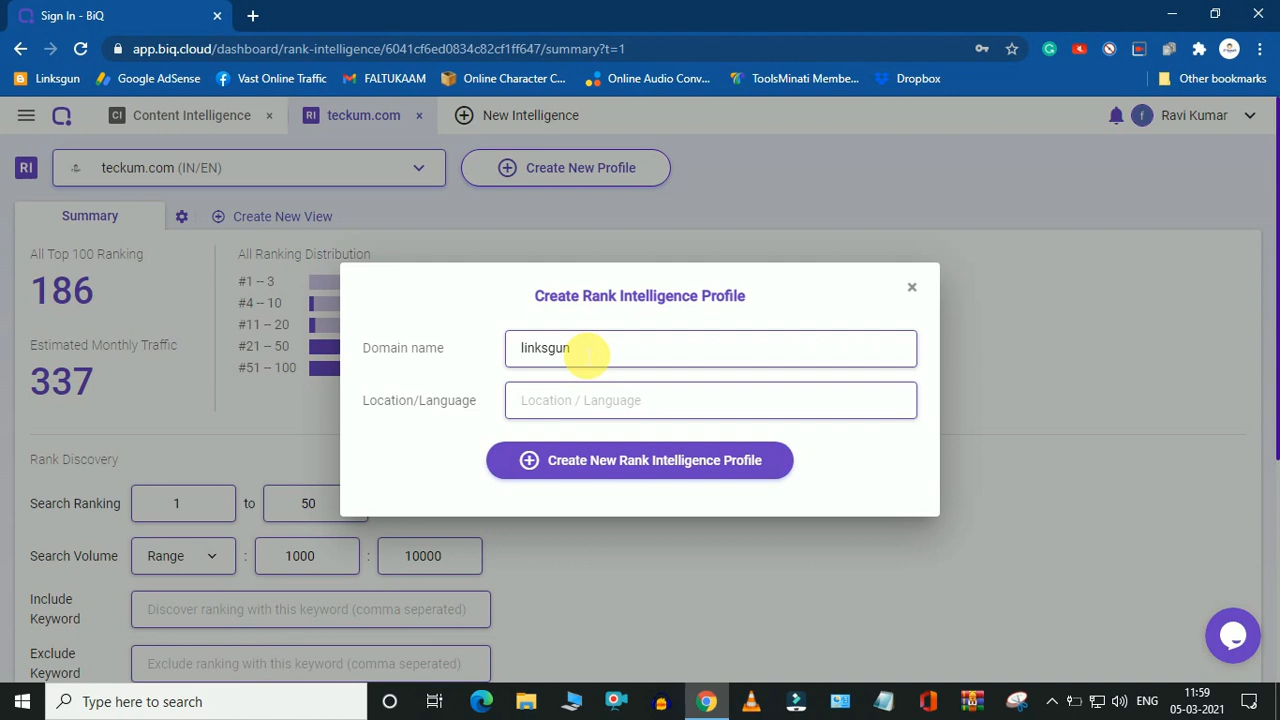 Sign In - BiQ
app.biq.cloud/dashboard/rank-intelligence/6041cf6ed0834c82cf1ff647/summary?t=1
Linksgun
Google AdSense
Vast Online Traffic
FALTUKAAM
Online Character C...
Online Audio Conv...
ToolsMinati Membe...
Dropbox
Other bookmarks
CI Content Intelligence ×
RI teckum.com ×
New Intelligence
f Ravi Kumar
RI teckum.com (IN/EN)
Create New Profile
Summary
Create New View
All Top 100 Ranking
186
Estimated Monthly Traffic
337
All Ranking Distribution
#1 -- 3
#4 -- 10
#11 -- 20
#21 -- 50
#51 -- 100
Create Rank Intelligence Profile ×
Domain name linksgun
Location/Language Location / Language
Create New Rank Intelligence Profile
Rank Discovery
Search Ranking 1 to 50
Search Volume Range : 1000 : 10000
Include
Keyword
Discover ranking with this keyword (comma seperated)
Exclude
Keyword
Exclude ranking with this keyword (comma seperated)
Type here to search
ENG
11:59
05-03-2021